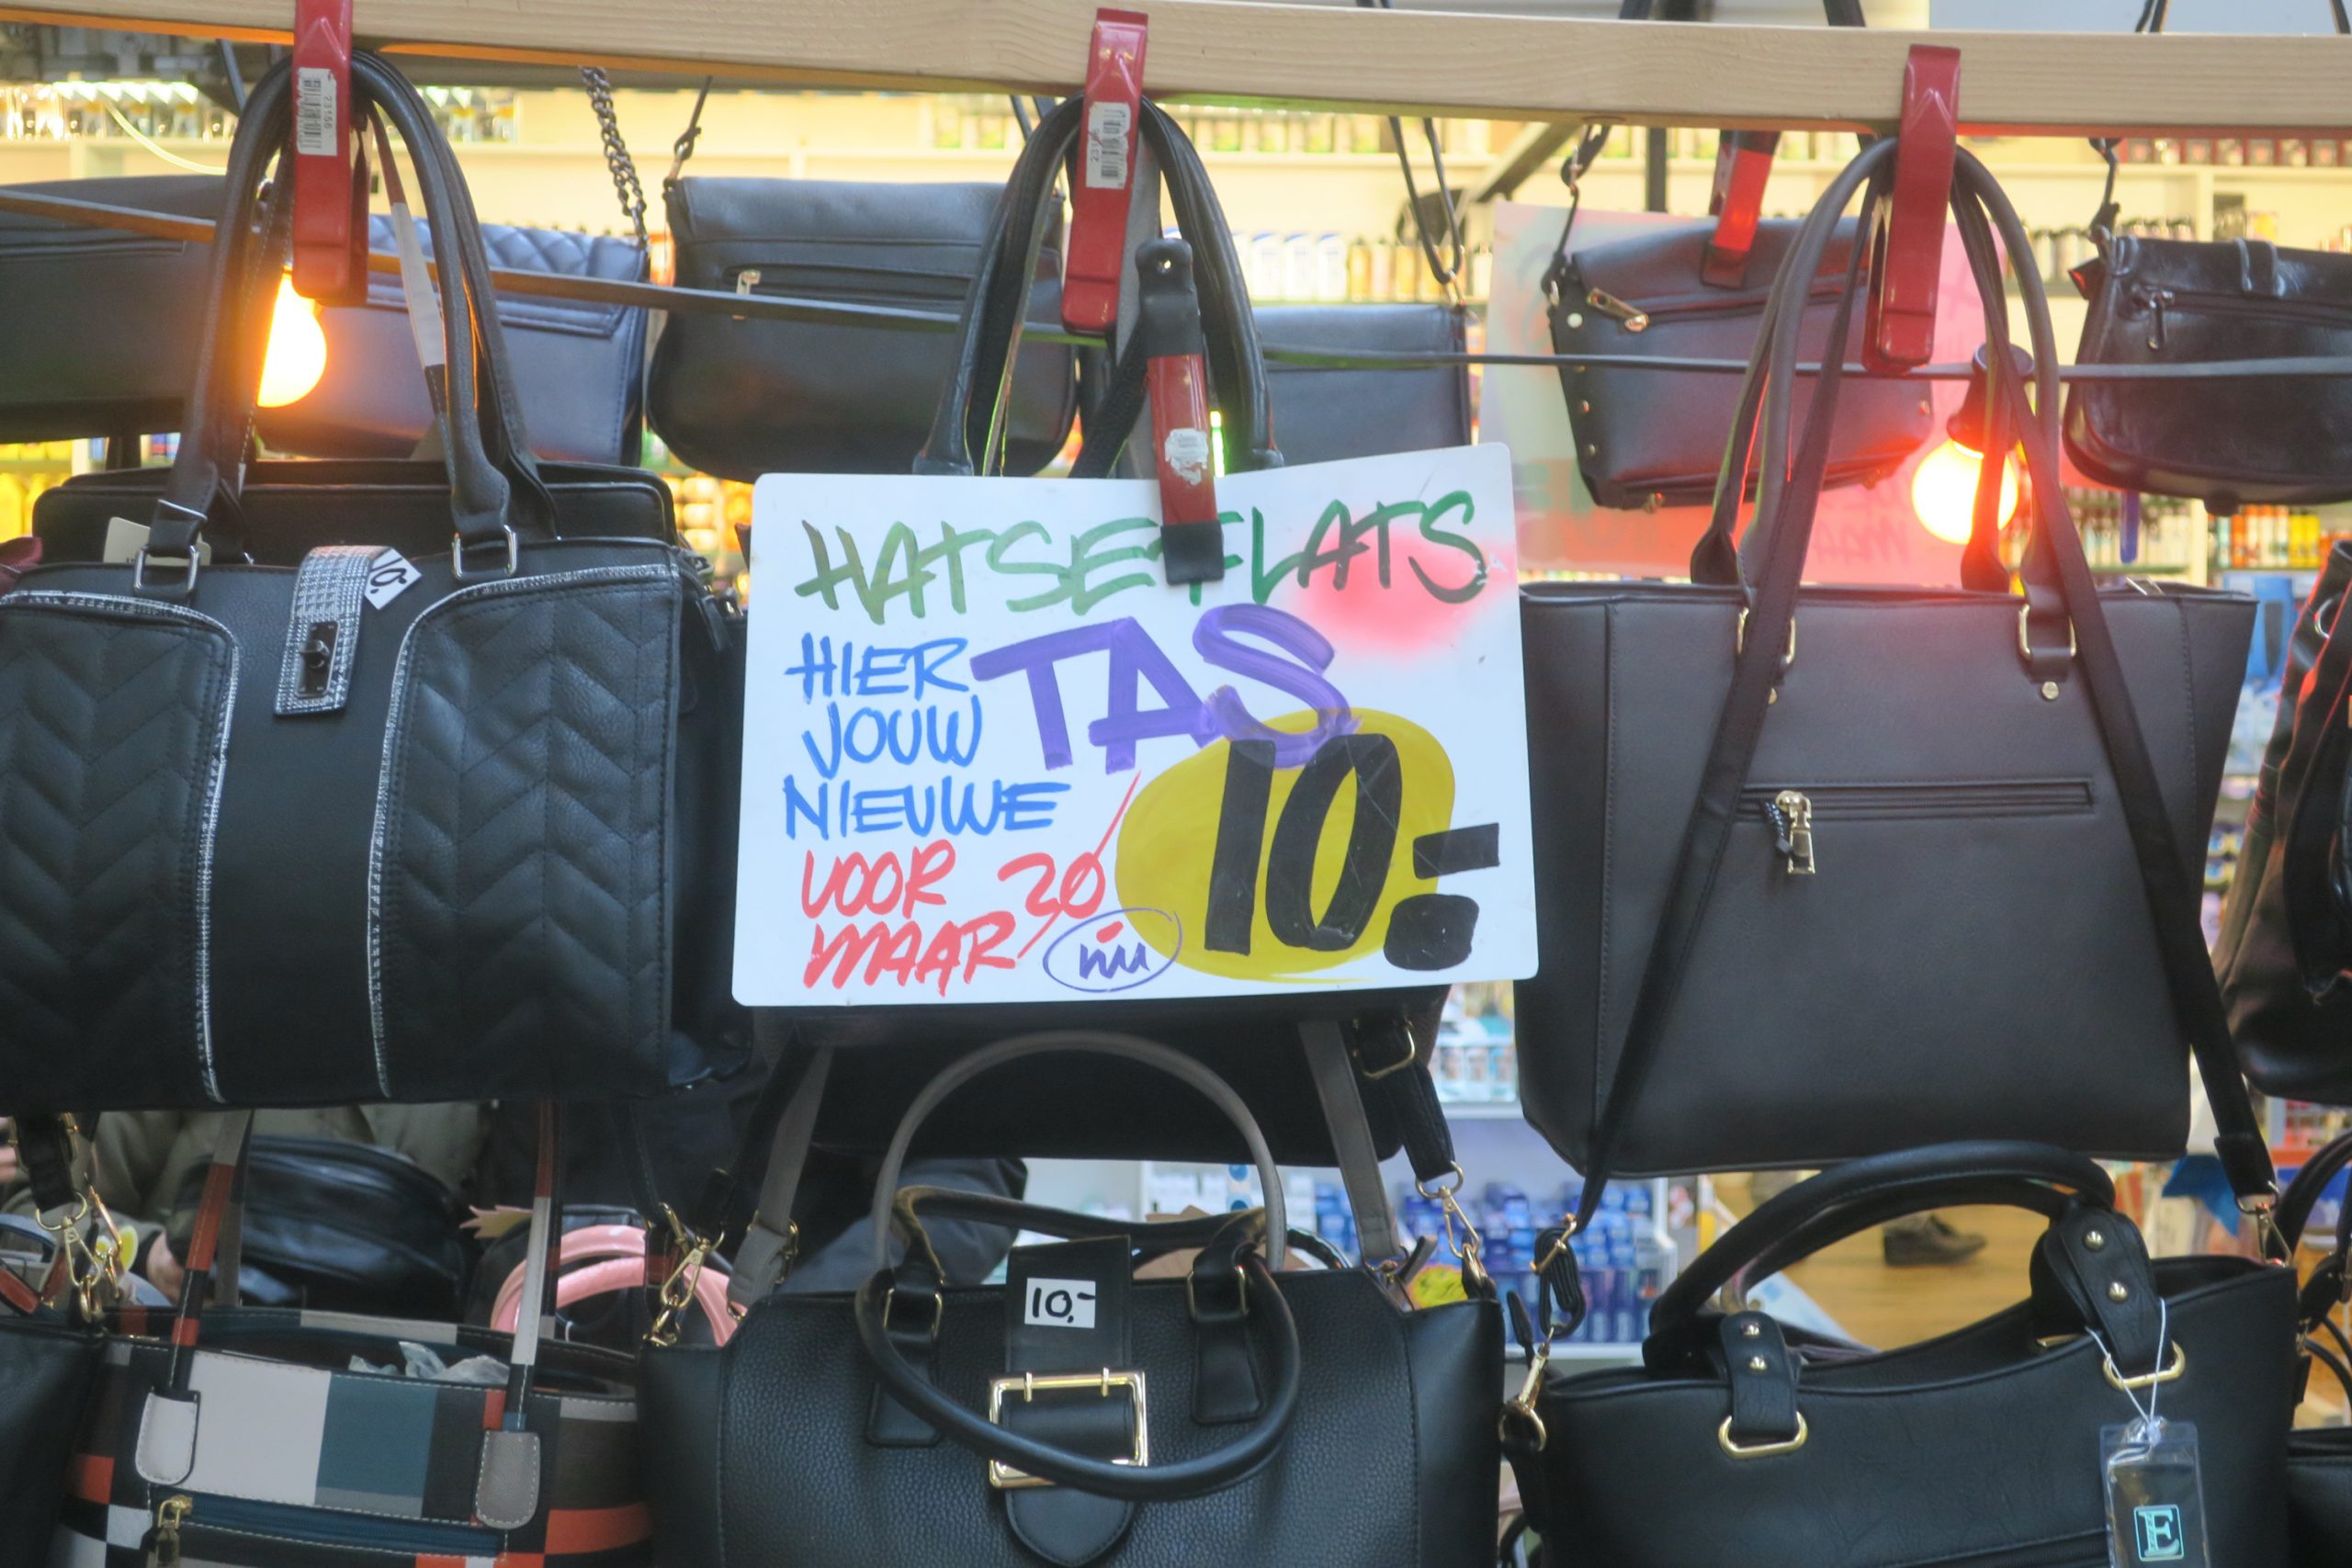 HATSEFLATS
HIER TAS
JOUW
NIEUWE
VOOR 20 10.-
MAAR nu
10.
10,-
E